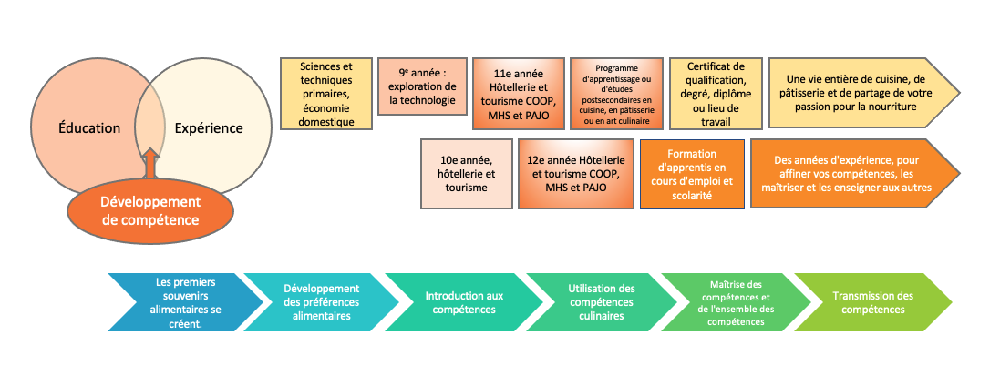 Éducation
Expérience
Développement
de compétence
Sciences et
techniques
primaires,
économie
domestique
9e année :
exploration de
la technologie
11e année
Hôtellerie et
tourisme COOP,
MHS et PAJO
Programme
d'apprentissage ou
d'études
postsecondaires en
cuisine, en pâtisserie
ou en art culinaire
Certificat de
qualification,
degré, diplôme
ou lieu de
travail
Une vie entière de cuisine, de
pâtisserie et de partage de votre
passion pour la nourriture
10e année,
hôtellerie et
tourisme
12e année Hôtellerie
et tourisme COOP,
MHS et PAJO
Formation
d'apprentis en
cours d'emploi et
scolarité
Des années d'expérience, pour
affiner vos compétences, les
maîtriser et les enseigner aux autres
Les premiers
souvenirs
alimentaires se
créent.
Développement
des préférences
alimentaires
Introduction aux
compétences
Utilisation des
compétences
culinaires
Maîtrise des
compétences et
de l'ensemble des
compétences
Transmission des
compétences